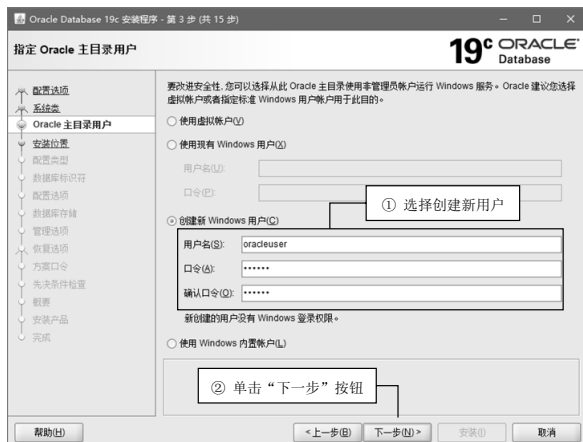 Oracle Database 19c 安装程序 - 第 3 步 (共 15 步)
指定 Oracle 主目录用户
19c ORACLE
Database
配置选项
系统类
Oracle 主目录用户
安装位置
配置类型
数据库标识符
配置选项
数据库存储
管理选项
恢复选项
方案口令
先决条件检查
概要
安装产品
完成
要改进安全性, 您可以选择从此 Oracle 主目录使用非管理员帐户运行 Windows 服务。Oracle 建议您选择
虚拟帐户或者指定标准 Windows 用户帐户用于此目的。
使用虚拟帐户(V)
使用现有 Windows 用户(X)
用户名(U):
口令(P):
① 选择创建新用户
创建新 Windows 用户(C)
用户名(S): oracleuser
口令(A): ••••••
确认口令(O): ••••••
新创建的用户没有 Windows 登录权限。
使用 Windows 内置帐户(L)
② 单击“下一步”按钮
帮助(H) <上一步(B) 下一步(N)> 安装(I) 取消